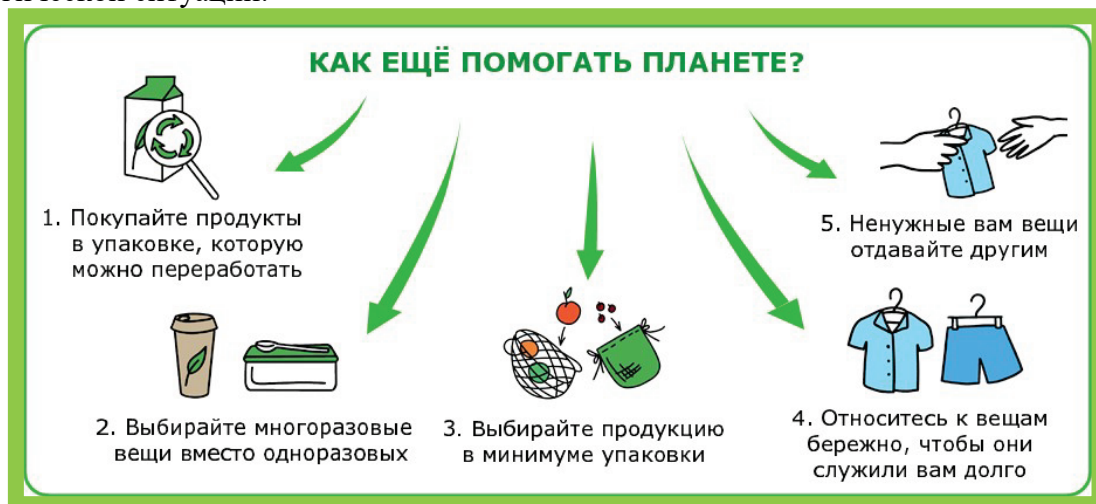 КАК ЕЩЁ ПОМОГАТЬ ПЛАНЕТЕ?
1. Покупайте продукты
в упаковке, которую
можно переработать
2. Выбирайте многоразовые
вещи вместо одноразовых
3. Выбирайте продукцию
в минимуме упаковки
4. Относитесь к вещам
бережно, чтобы они
служили вам долго
5. Ненужные вам вещи
отдавайте другим